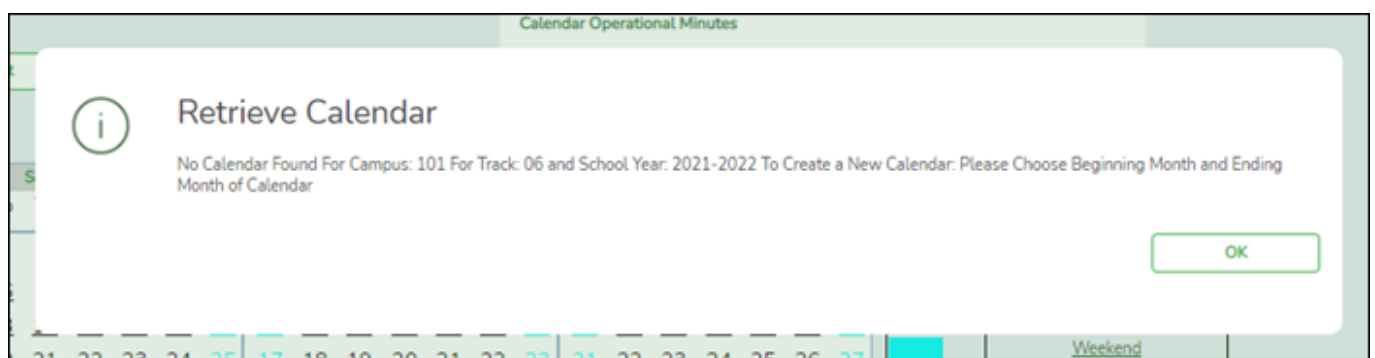 Calendar Operational Minutes
Retrieve Calendar
No Calendar Found For Campus: 101 For Track: 06 and School Year: 2021-2022 To Create a New Calendar: Please Choose Beginning Month and Ending
Month of Calendar
OK
21 22 23 24 25 17 18 19 20 21 22 23 21 22 23 24 25 26 27
Weekend